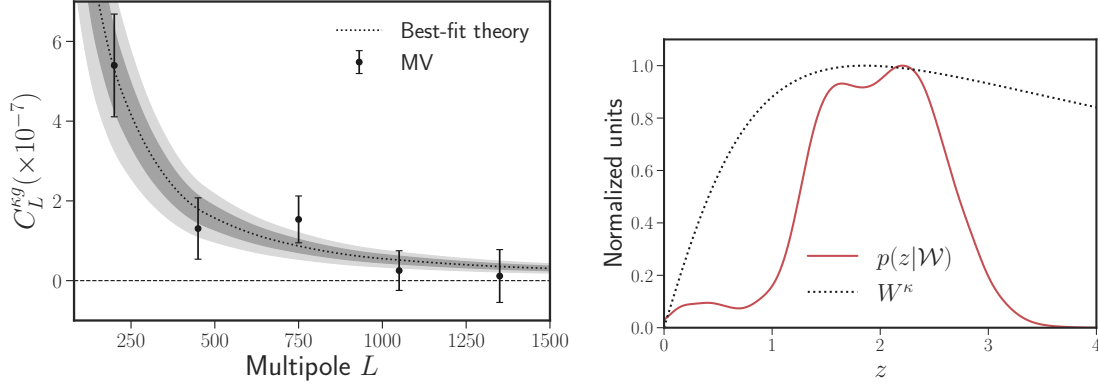 6
4
2
0
C_L^{κg}(×10^{-7})
Best-fit theory
MV
250
500
750
1000
1250
1500
Multipole L
1.0
0.8
0.6
0.4
0.2
0.0
Normalized units
p(z|W)
W^κ
0
1
2
3
4
z